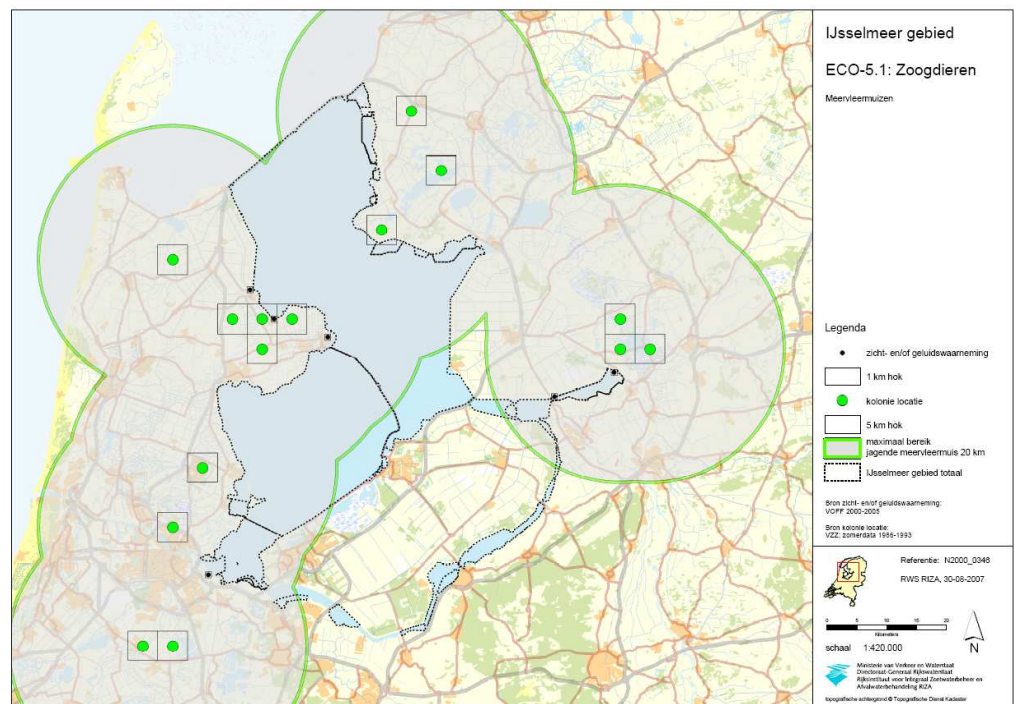 IJsselmeer gebied
ECO-5.1: Zoogdieren
Meervleermuizen
Legenda
zicht- en/of geluidswaarneming
1 km hok
kolonie locatie
5 km hok
maximaal bereik
jagende meervleermuis 20 km
IJsselmeer gebied totaal
Bron zicht- en/of geluidswaarneming:
VOFF 2000-2005
Bron kolonie locatie:
VZZ: zomerdata 1986-1993
Referentie: N2000_0346
RWS RIZA, 30-08-2007
0 5 10 15 20
Kilometers
schaal 1:420.000
N
Ministerie van Verkeer en Waterstaat
Directoraat-Generaal Rijkswaterstaat
Rijksinstituut voor Integraal Zoetwaterbeheer en
Afvalwaterbehandeling RIZA
topografische achtergrond © Topografische Dienst Kadaster